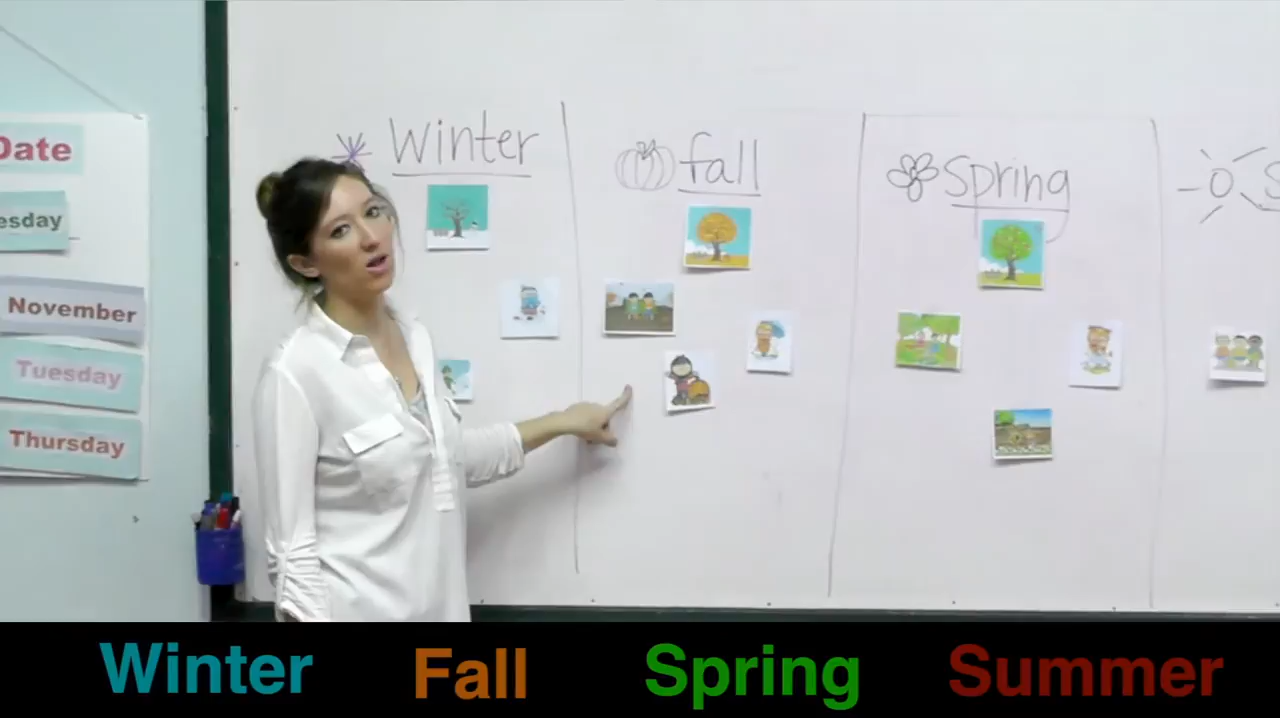 Date
esday
November
Tuesday
Thursday
Winter
fall
Spring
S
Winter Fall Spring Summer